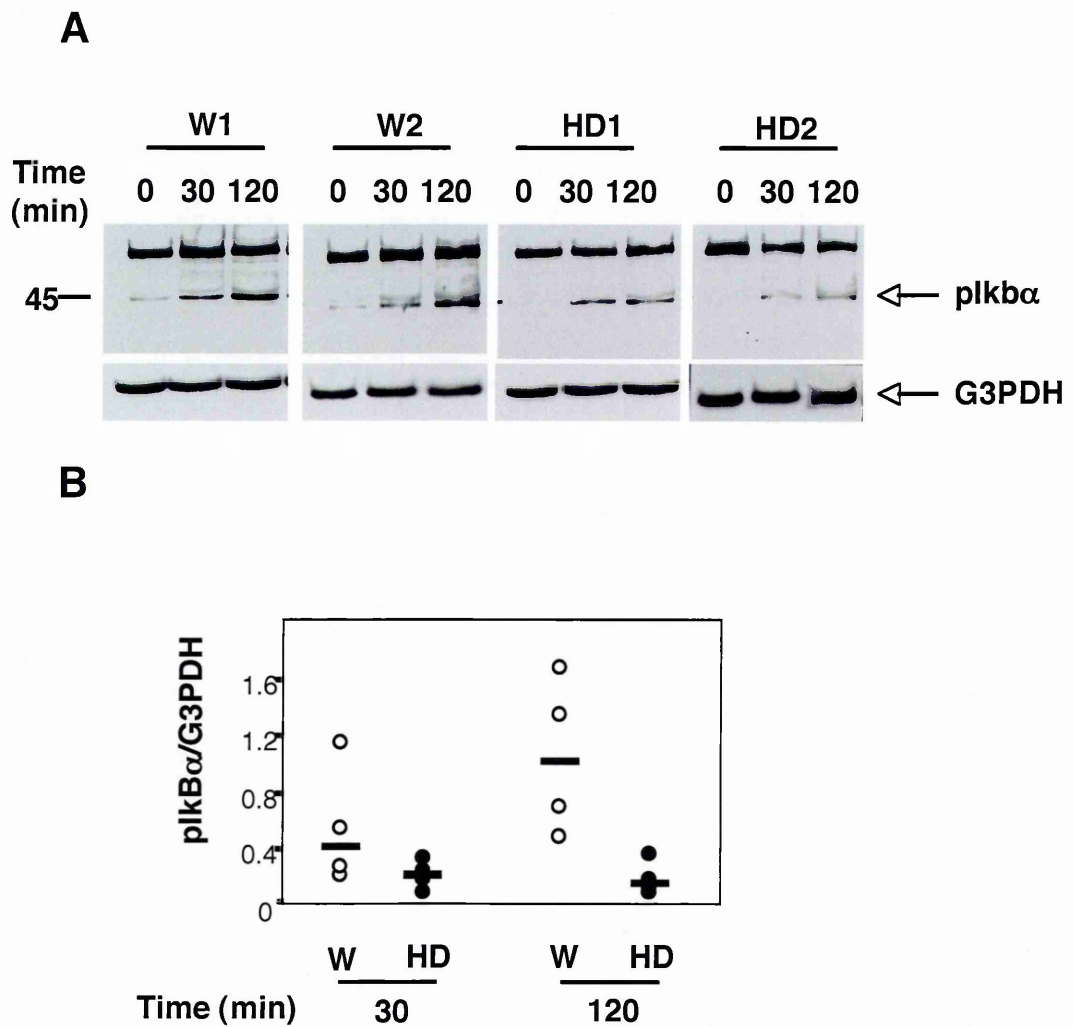 A
W1 W2 HD1 HD2
Time (min) 0 30 120 0 30 120 0 30 120 0 30 120
45 pIkbα
G3PDH
B
pIkBα/G3PDH
1.6
1.2
0.8
0.4
0
W HD W HD
Time (min) 30 120